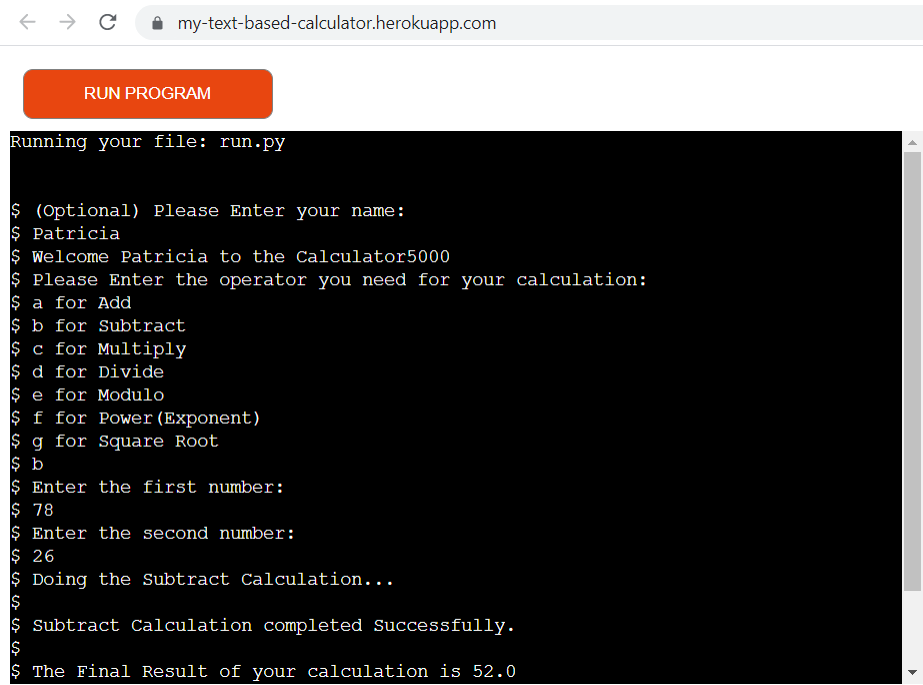 my-text-based-calculator.herokuapp.com
RUN PROGRAM
Running your file: run.py
$ (Optional) Please Enter your name:
$ Patricia
$ Welcome Patricia to the Calculator5000
$ Please Enter the operator you need for your calculation:
$ a for Add
$ b for Subtract
$ c for Multiply
$ d for Divide
$ e for Modulo
$ f for Power(Exponent)
$ g for Square Root
$ b
$ Enter the first number:
$ 78
$ Enter the second number:
$ 26
$ Doing the Subtract Calculation...
$
$ Subtract Calculation completed Successfully.
$
$ The Final Result of your calculation is 52.0